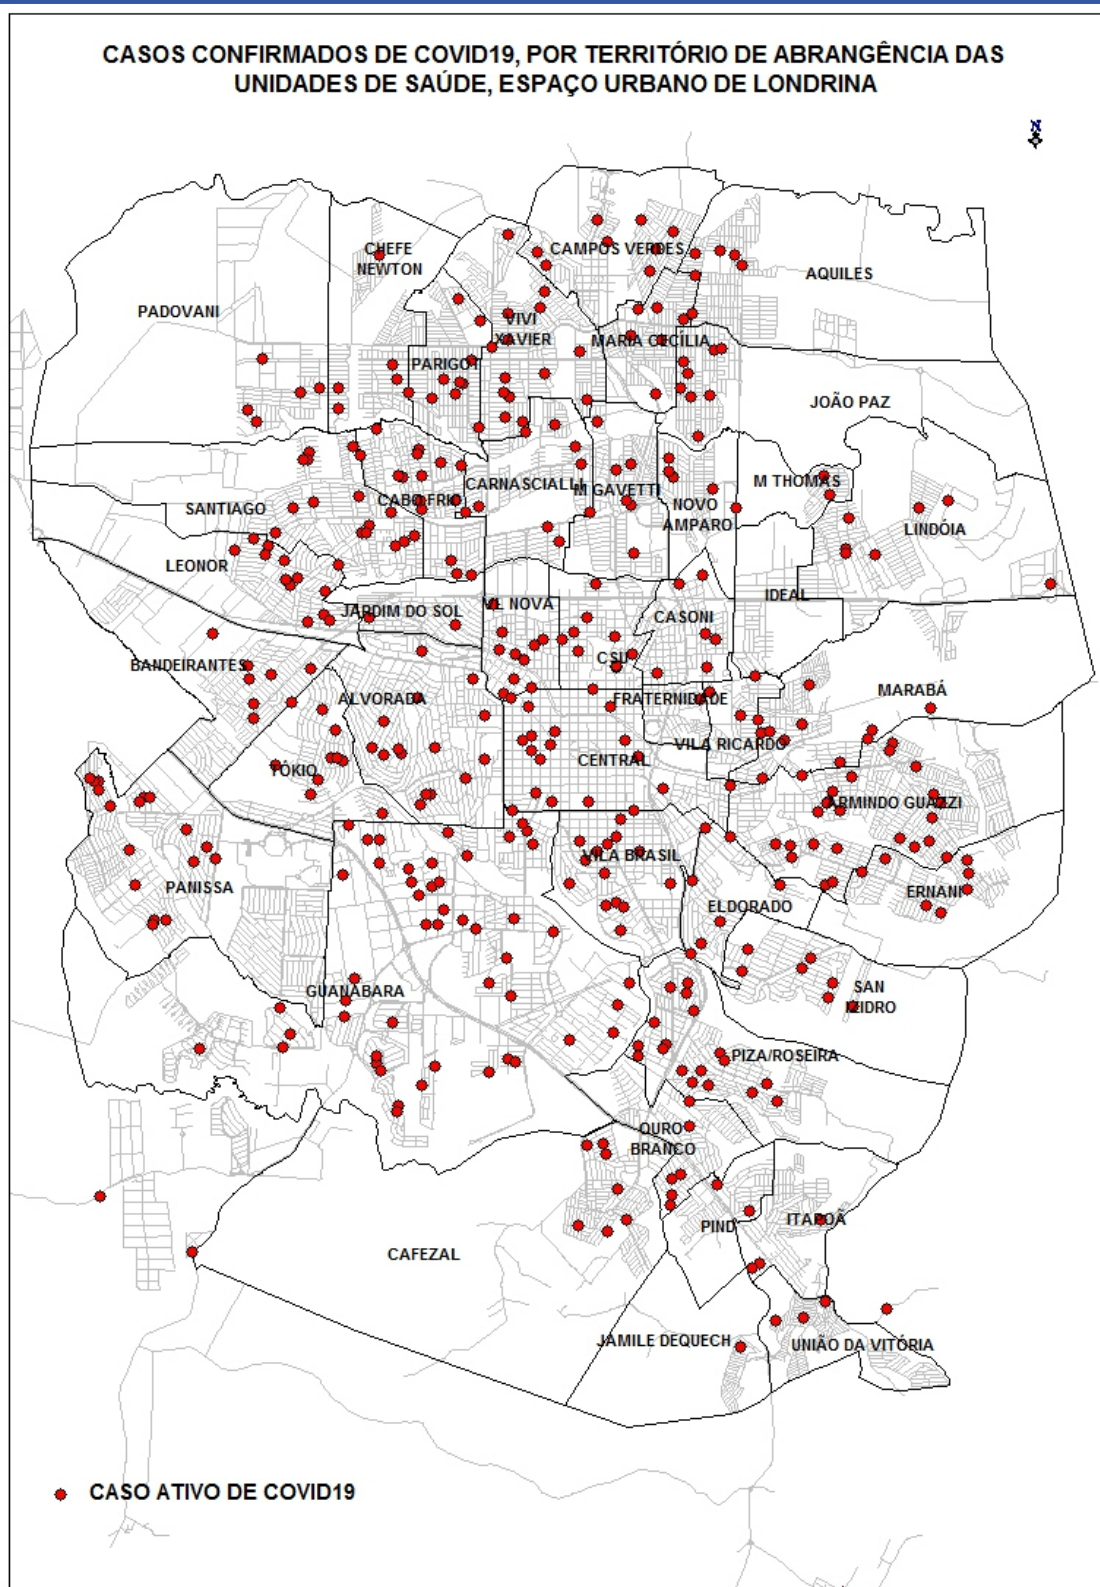 CASOS CONFIRMADOS DE COVID19, POR TERRITÓRIO DE ABRANGÊNCIA DAS
UNIDADES DE SAÚDE, ESPAÇO URBANO DE LONDRINA
N
CHEFE
NEWTON
CAMPOS VERDES
AQUILES
PADOVANI
VIVI
XAVIER
MARIA CECÍLIA
PARIGOT
JOÃO PAZ
M THOMAS
CARNASCIALLI
M GAVETTI
CABO FRIO
NOVO
AMPARO
SANTIAGO
LINDÓIA
LEONOR
IDEAL
JARDIM DO SOL
VL NOVA
CASONI
CSU
BANDEIRANTES
ALVORADA
FRATERNIDADE
MARABÁ
VILA RICARDO
CENTRAL
TÓKIO
ARMINDO GUAZZI
VILA BRASIL
PANISSA
ERNANI
ELDORADO
GUANABARA
SAN
IZIDRO
PIZA/ROSEIRA
OURO
BRANCO
PIND
ITAPOÃ
CAFEZAL
JAMILE DEQUECH
UNIÃO DA VITÓRIA
CASO ATIVO DE COVID19